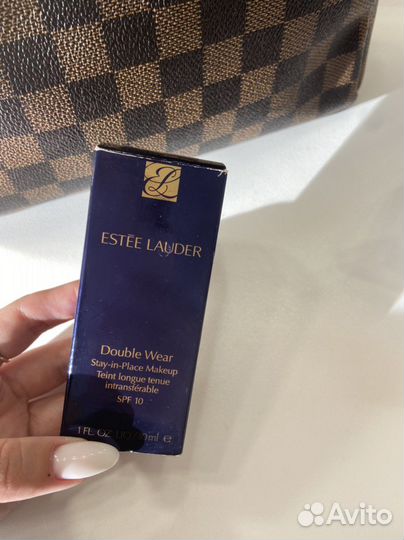 EL
ESTĒE LAUDER
Double Wear
Stay-in-Place Makeup
Teint longue tenue
intransférable
SPF 10
1 FL. OZ. LIQ./30ml e
Avito